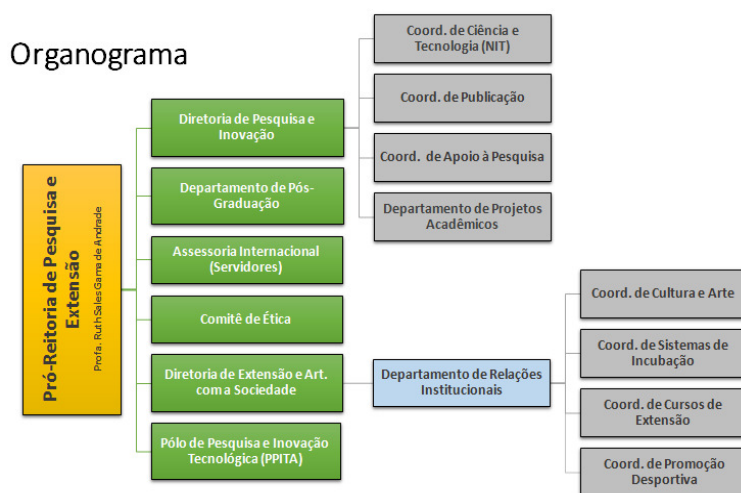 Organograma
Pró-Reitoria de Pesquisa e
Extensão
Profa. Ruth Sales Gama de Andrade
Diretoria de Pesquisa e
Inovação
Departamento de Pós-
Graduação
Assessoria Internacional
(Servidores)
Comitê de Ética
Diretoria de Extensão e Art.
com a Sociedade
Pólo de Pesquisa e Inovação
Tecnológica (PPITA)
Coord. de Ciência e
Tecnologia (NIT)
Coord. de Publicação
Coord. de Apoio à Pesquisa
Departamento de Projetos
Acadêmicos
Departamento de Relações
Institucionais
Coord. de Cultura e Arte
Coord. de Sistemas de
Incubação
Coord. de Cursos de
Extensão
Coord. de Promoção
Desportiva